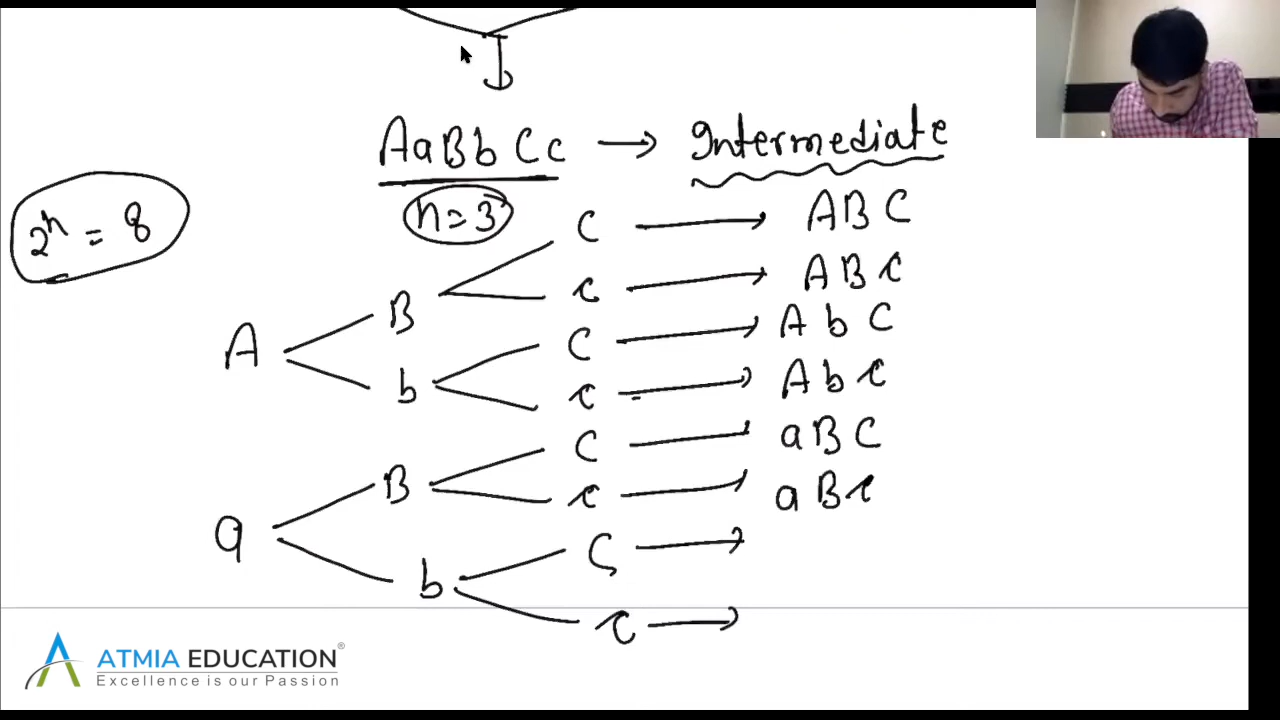 AaBbCc → Intermediate
2ⁿ = 8
n = 3
C → ABC
B
c → ABc
A
C → AbC
b
c → Abc
C → aBC
B
c → aBc
a
C →
b
c →
ATMIA EDUCATION®
Excellence is our Passion